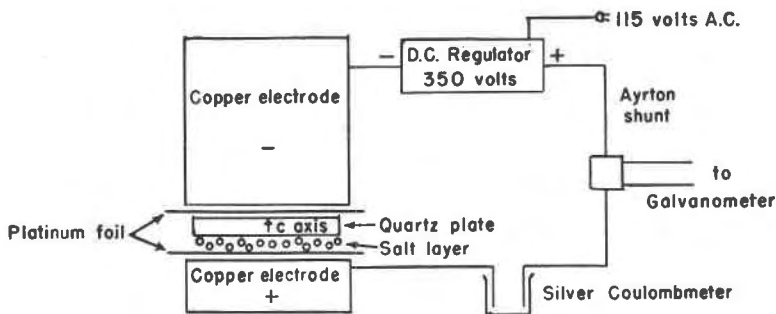 115 volts A.C.
D.C. Regulator
350 volts
−
+
Copper electrode
−
Ayrton
shunt
to
Galvanometer
Platinum foil
↑c axis
Quartz plate
Salt layer
Copper electrode
+
Silver Coulombmeter